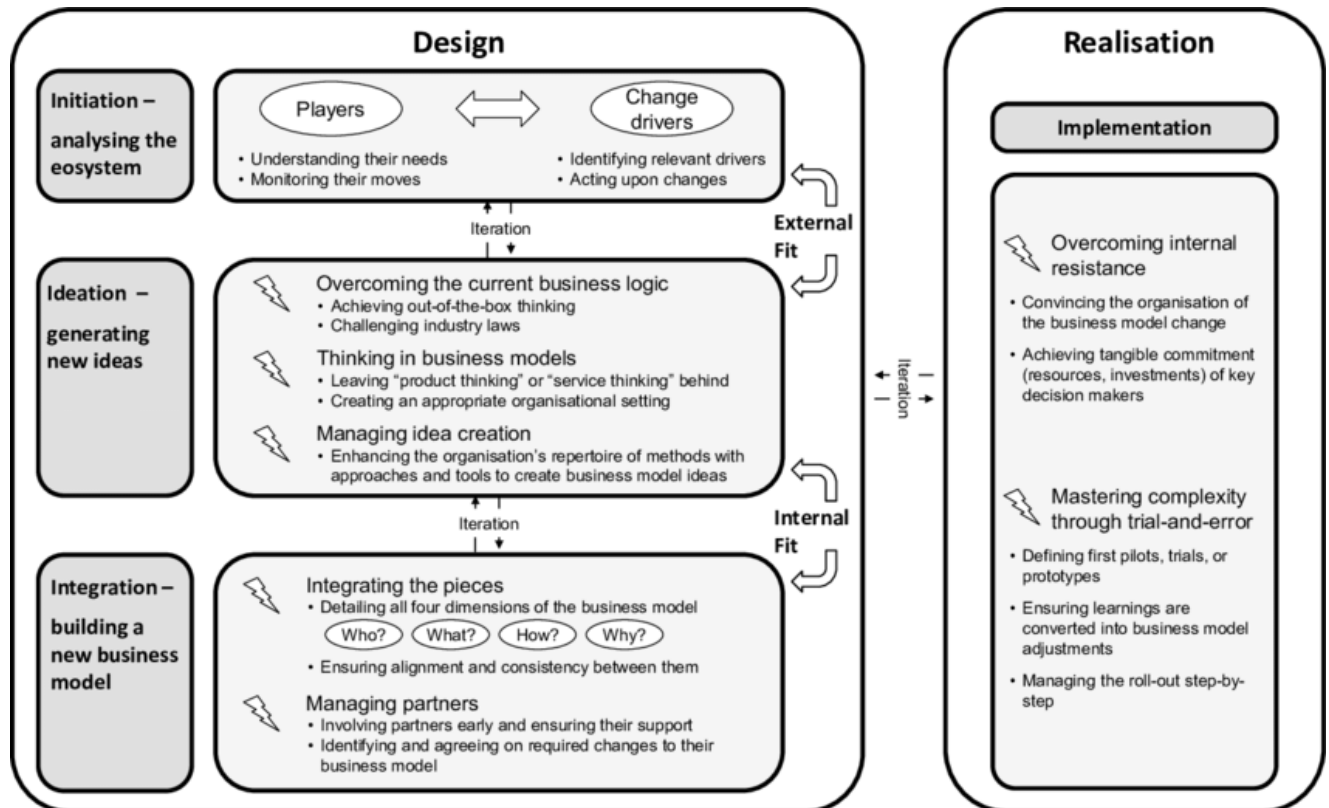 Design
Initiation –
analysing the
eosystem
Players
Change
drivers
• Understanding their needs
• Monitoring their moves
• Identifying relevant drivers
• Acting upon changes
Iteration
External
Fit
Ideation –
generating
new ideas
Overcoming the current business logic
• Achieving out-of-the-box thinking
• Challenging industry laws
Thinking in business models
• Leaving “product thinking” or “service thinking” behind
• Creating an appropriate organisational setting
Managing idea creation
• Enhancing the organisation’s repertoire of methods with
approaches and tools to create business model ideas
Iteration
Internal
Fit
Integration –
building a
new business
model
Integrating the pieces
• Detailing all four dimensions of the business model
Who?
What?
How?
Why?
• Ensuring alignment and consistency between them
Managing partners
• Involving partners early and ensuring their support
• Identifying and agreeing on required changes to their
business model
Iteration
Realisation
Implementation
Overcoming internal
resistance
• Convincing the organisation of
the business model change
• Achieving tangible commitment
(resources, investments) of key
decision makers
Mastering complexity
through trial-and-error
• Defining first pilots, trials, or
prototypes
• Ensuring learnings are
converted into business model
adjustments
• Managing the roll-out step-by-
step